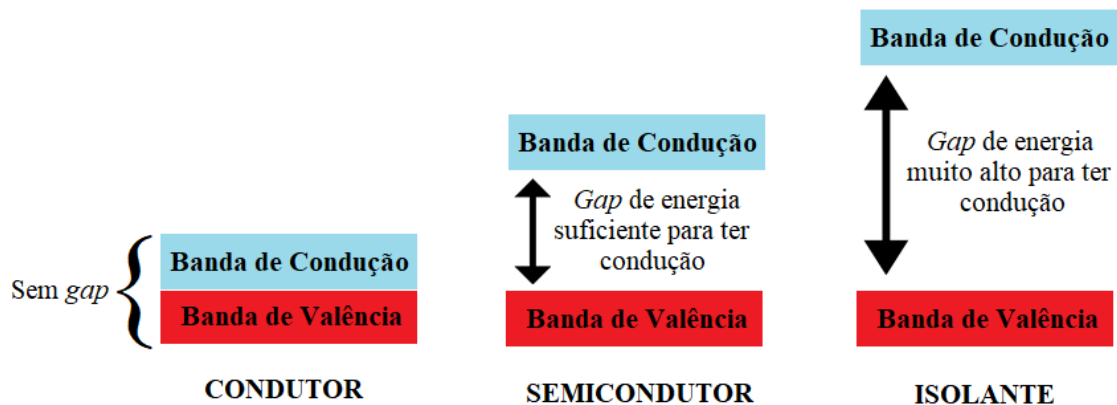 Banda de Condução
Banda de Valência
Sem gap
CONDUTOR
Banda de Condução
Gap de energia
suficiente para ter
condução
Banda de Valência
SEMICONDUTOR
Banda de Condução
Gap de energia
muito alto para ter
condução
Banda de Valência
ISOLANTE